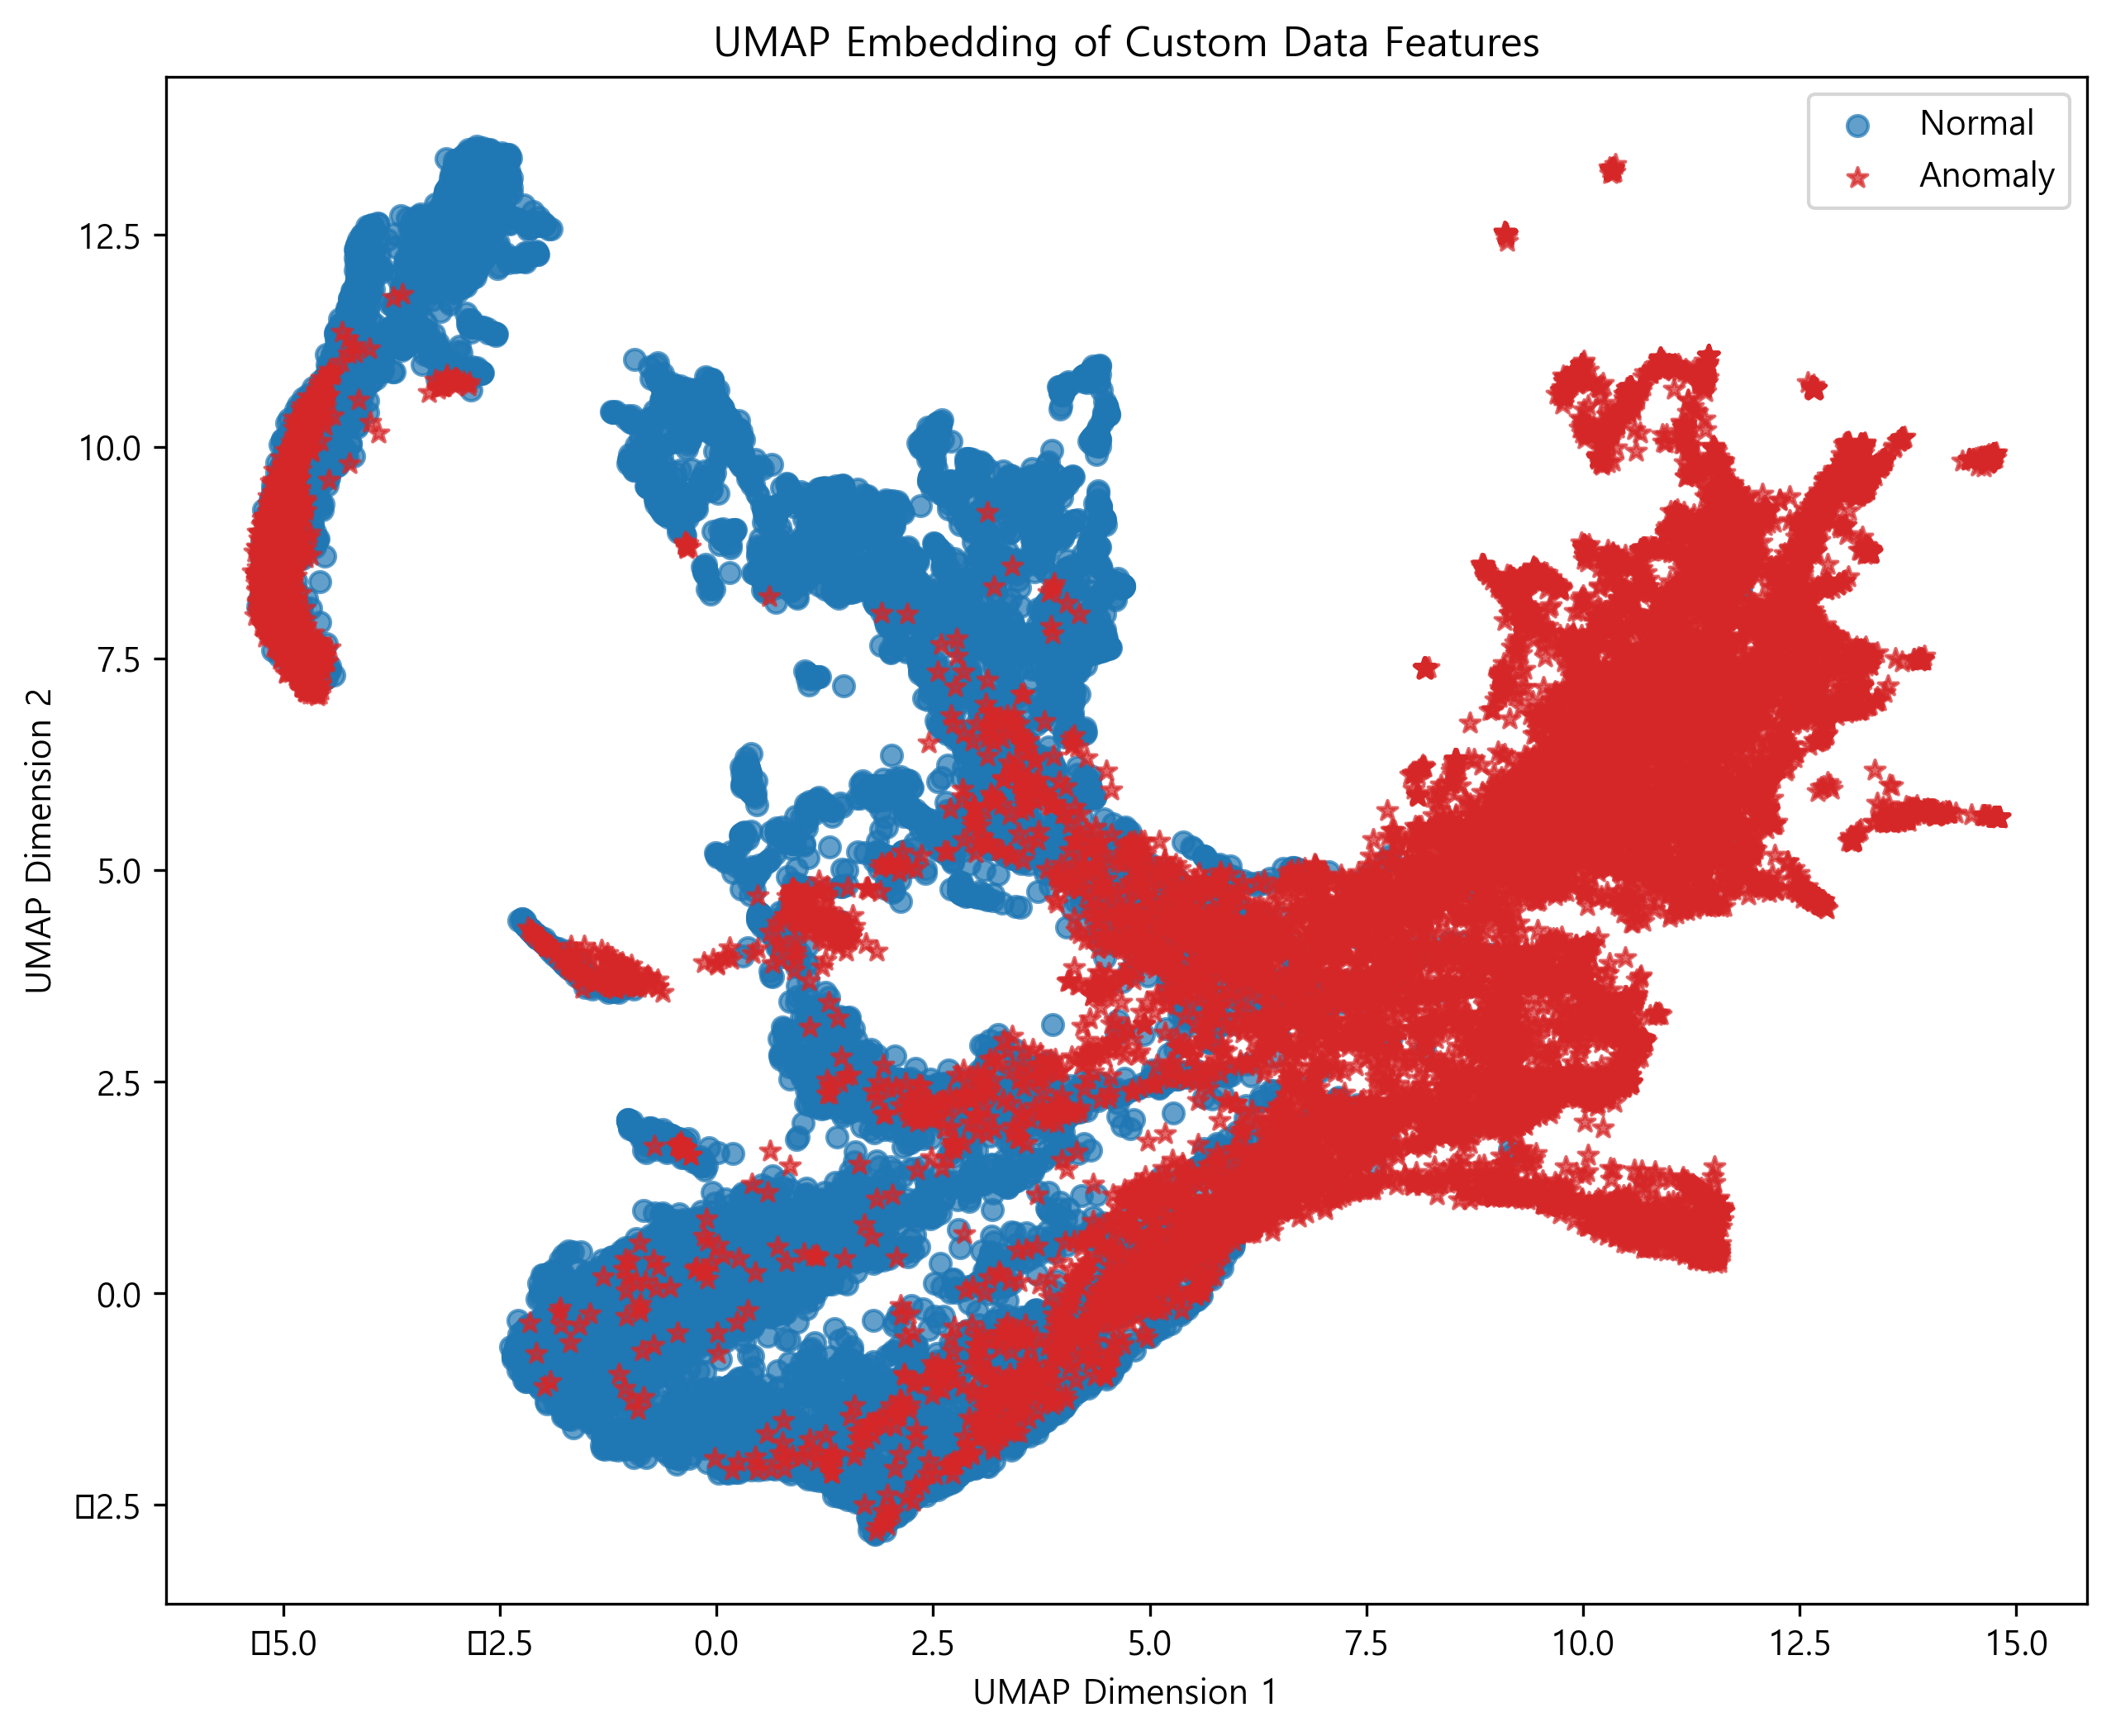 UMAP Embedding of Custom Data Features
Normal
Anomaly
UMAP Dimension 2
12.5
10.0
7.5
5.0
2.5
0.0
▯2.5
▯5.0 ▯2.5 0.0 2.5 5.0 7.5 10.0 12.5 15.0
UMAP Dimension 1